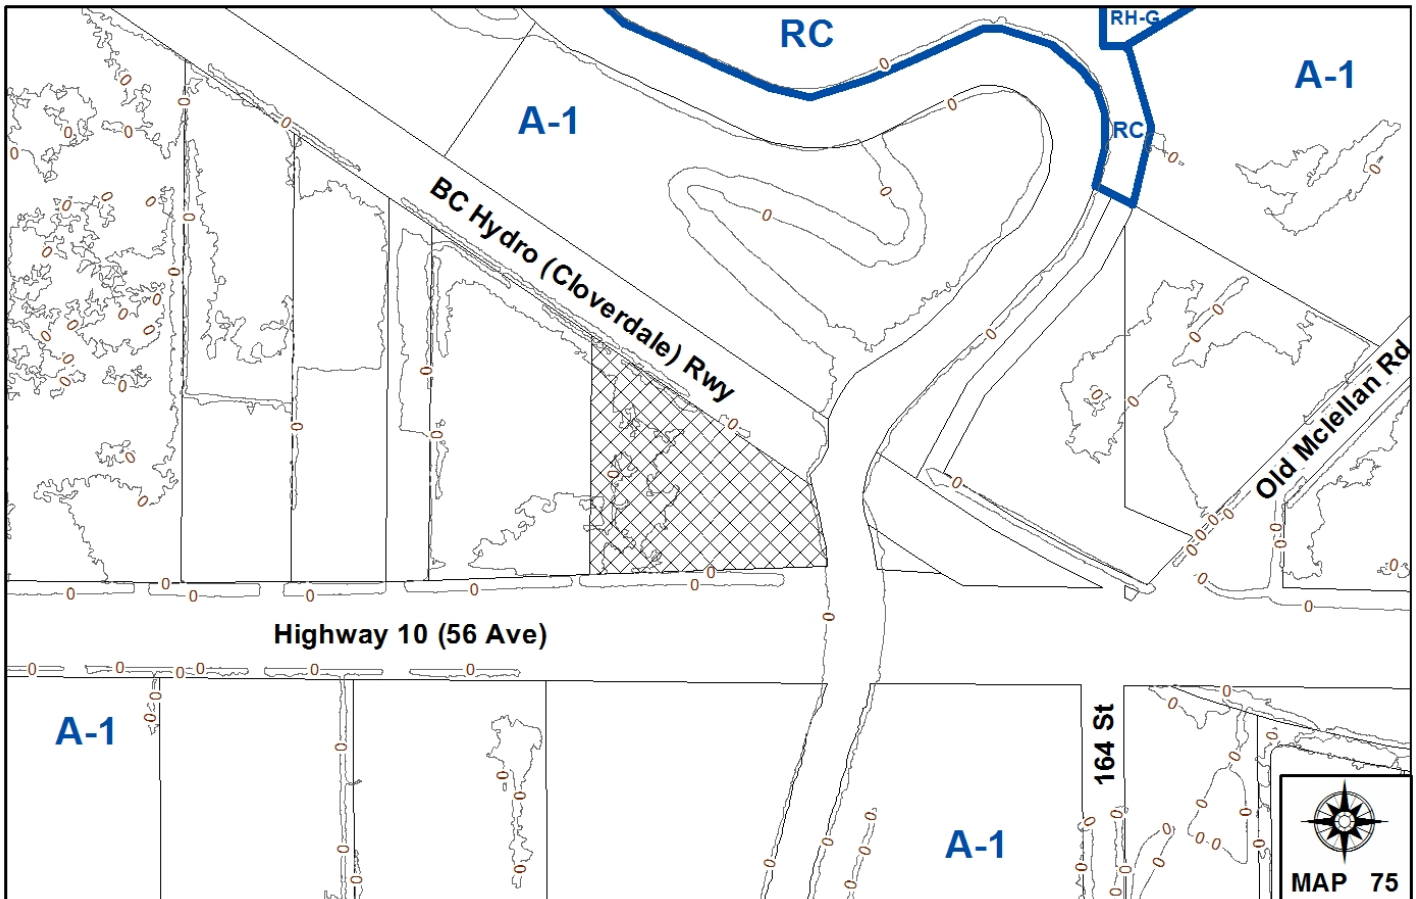 RC
RH-G
A-1
A-1
RC
BC Hydro (Cloverdale) Rwy
Old Mclellan Rd
Highway 10 (56 Ave)
A-1
164 St
A-1
MAP 75